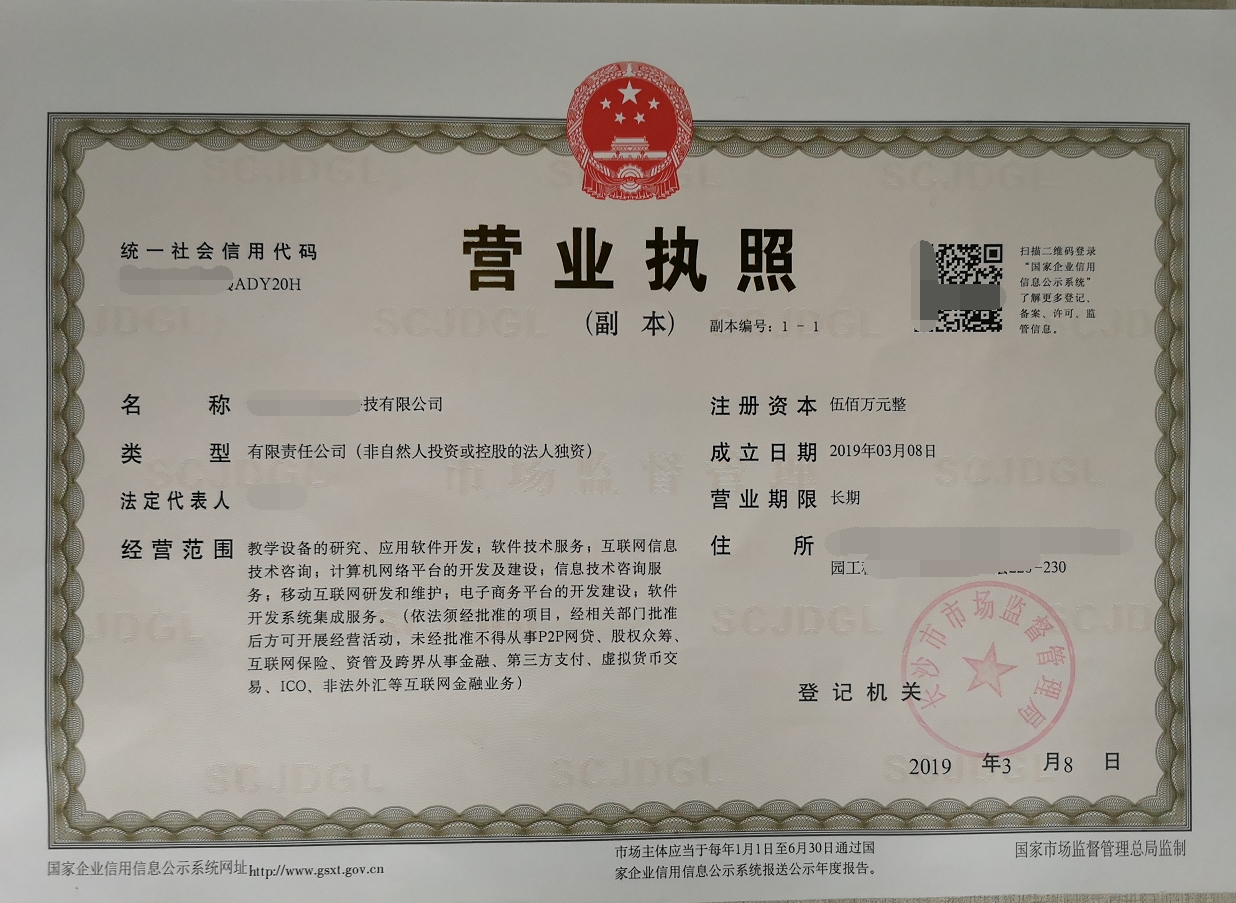 统一社会信用代码
ADY20H
营业执照
(副 本) 副本编号：1-1
扫描二维码登录
“国家企业信用
信息公示系统”
了解更多登记、
备案、许可、监
管信息。
名 称 技有限公司
类 型 有限责任公司（非自然人投资或控股的法人独资）
法定代表人
经营范围 教学设备的研究、应用软件开发；软件技术服务；互联网信息
技术咨询；计算机网络平台的开发及建设；信息技术咨询服
务；移动互联网研发和维护；电子商务平台的开发建设；软件
开发系统集成服务。（依法须经批准的项目，经相关部门批准
后方可开展经营活动，未经批准不得从事P2P网贷、股权众筹、
互联网保险、资管及跨界从事金融、第三方支付、虚拟货币交
易、ICO、非法外汇等互联网金融业务）
注册资本 伍佰万元整
成立日期 2019年03月08日
营业期限 长期
住 所
园工 -230
登记机关
长沙市市场监督管理局
2019 年3 月8 日
国家企业信用信息公示系统网址http://www.gsxt.gov.cn
市场主体应当于每年1月1日至6月30日通过国
家企业信用信息公示系统报送公示年度报告。
国家市场监督管理总局监制
SCJDGL
市场监督管理